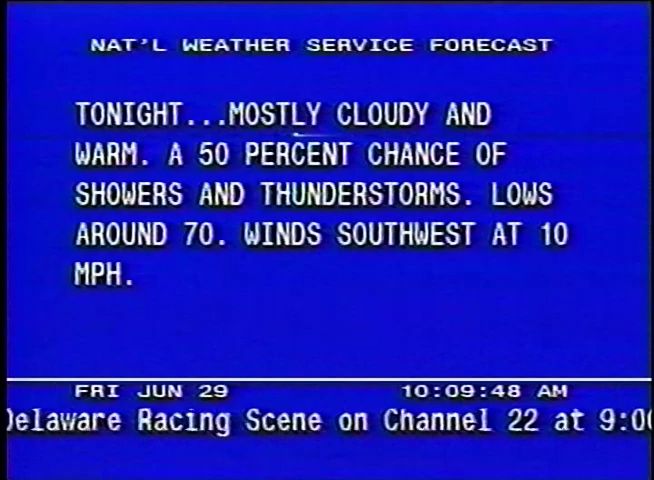 NAT'L WEATHER SERVICE FORECAST
TONIGHT...MOSTLY CLOUDY AND
WARM. A 50 PERCENT CHANCE OF
SHOWERS AND THUNDERSTORMS. LOWS
AROUND 70. WINDS SOUTHWEST AT 10
MPH.
FRI JUN 29 10:09:48 AM
Delaware Racing Scene on Channel 22 at 9:00